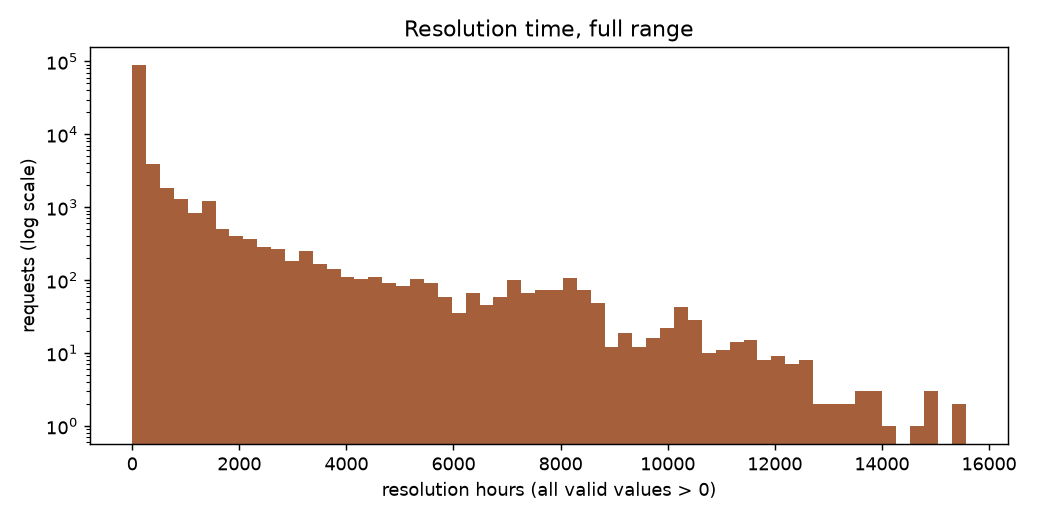 Resolution time, full range
requests (log scale)
10⁵
10⁴
10³
10²
10¹
10⁰
0 2000 4000 6000 8000 10000 12000 14000 16000
resolution hours (all valid values > 0)